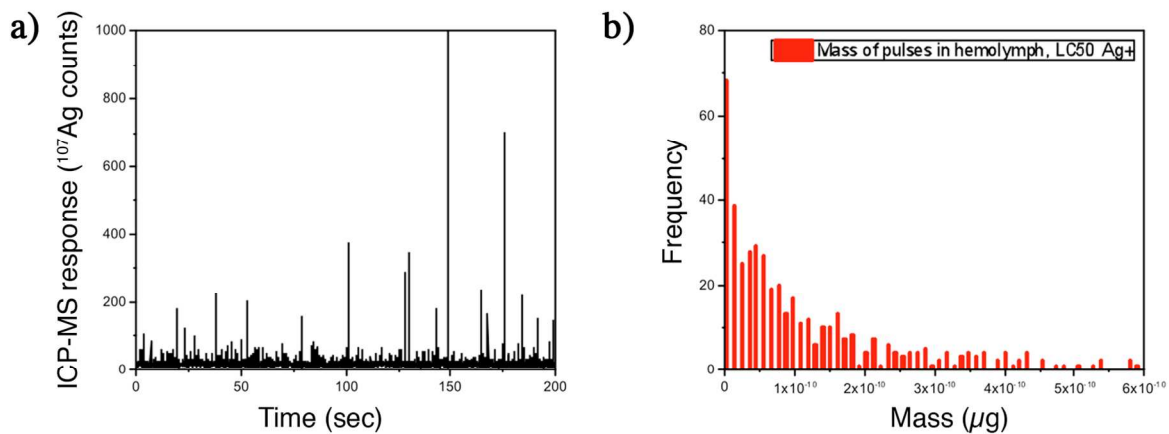 a)
ICP-MS response (¹⁰⁷Ag counts)
1000
800
600
400
200
0
0 50 100 150 200
Time (sec)
b)
Mass of pulses in hemolymph, LC50 Ag+
Frequency
80
60
40
20
0
0 1x10⁻¹⁰ 2x10⁻¹⁰ 3x10⁻¹⁰ 4x10⁻¹⁰ 5x10⁻¹⁰ 6x10⁻¹⁰
Mass (µg)